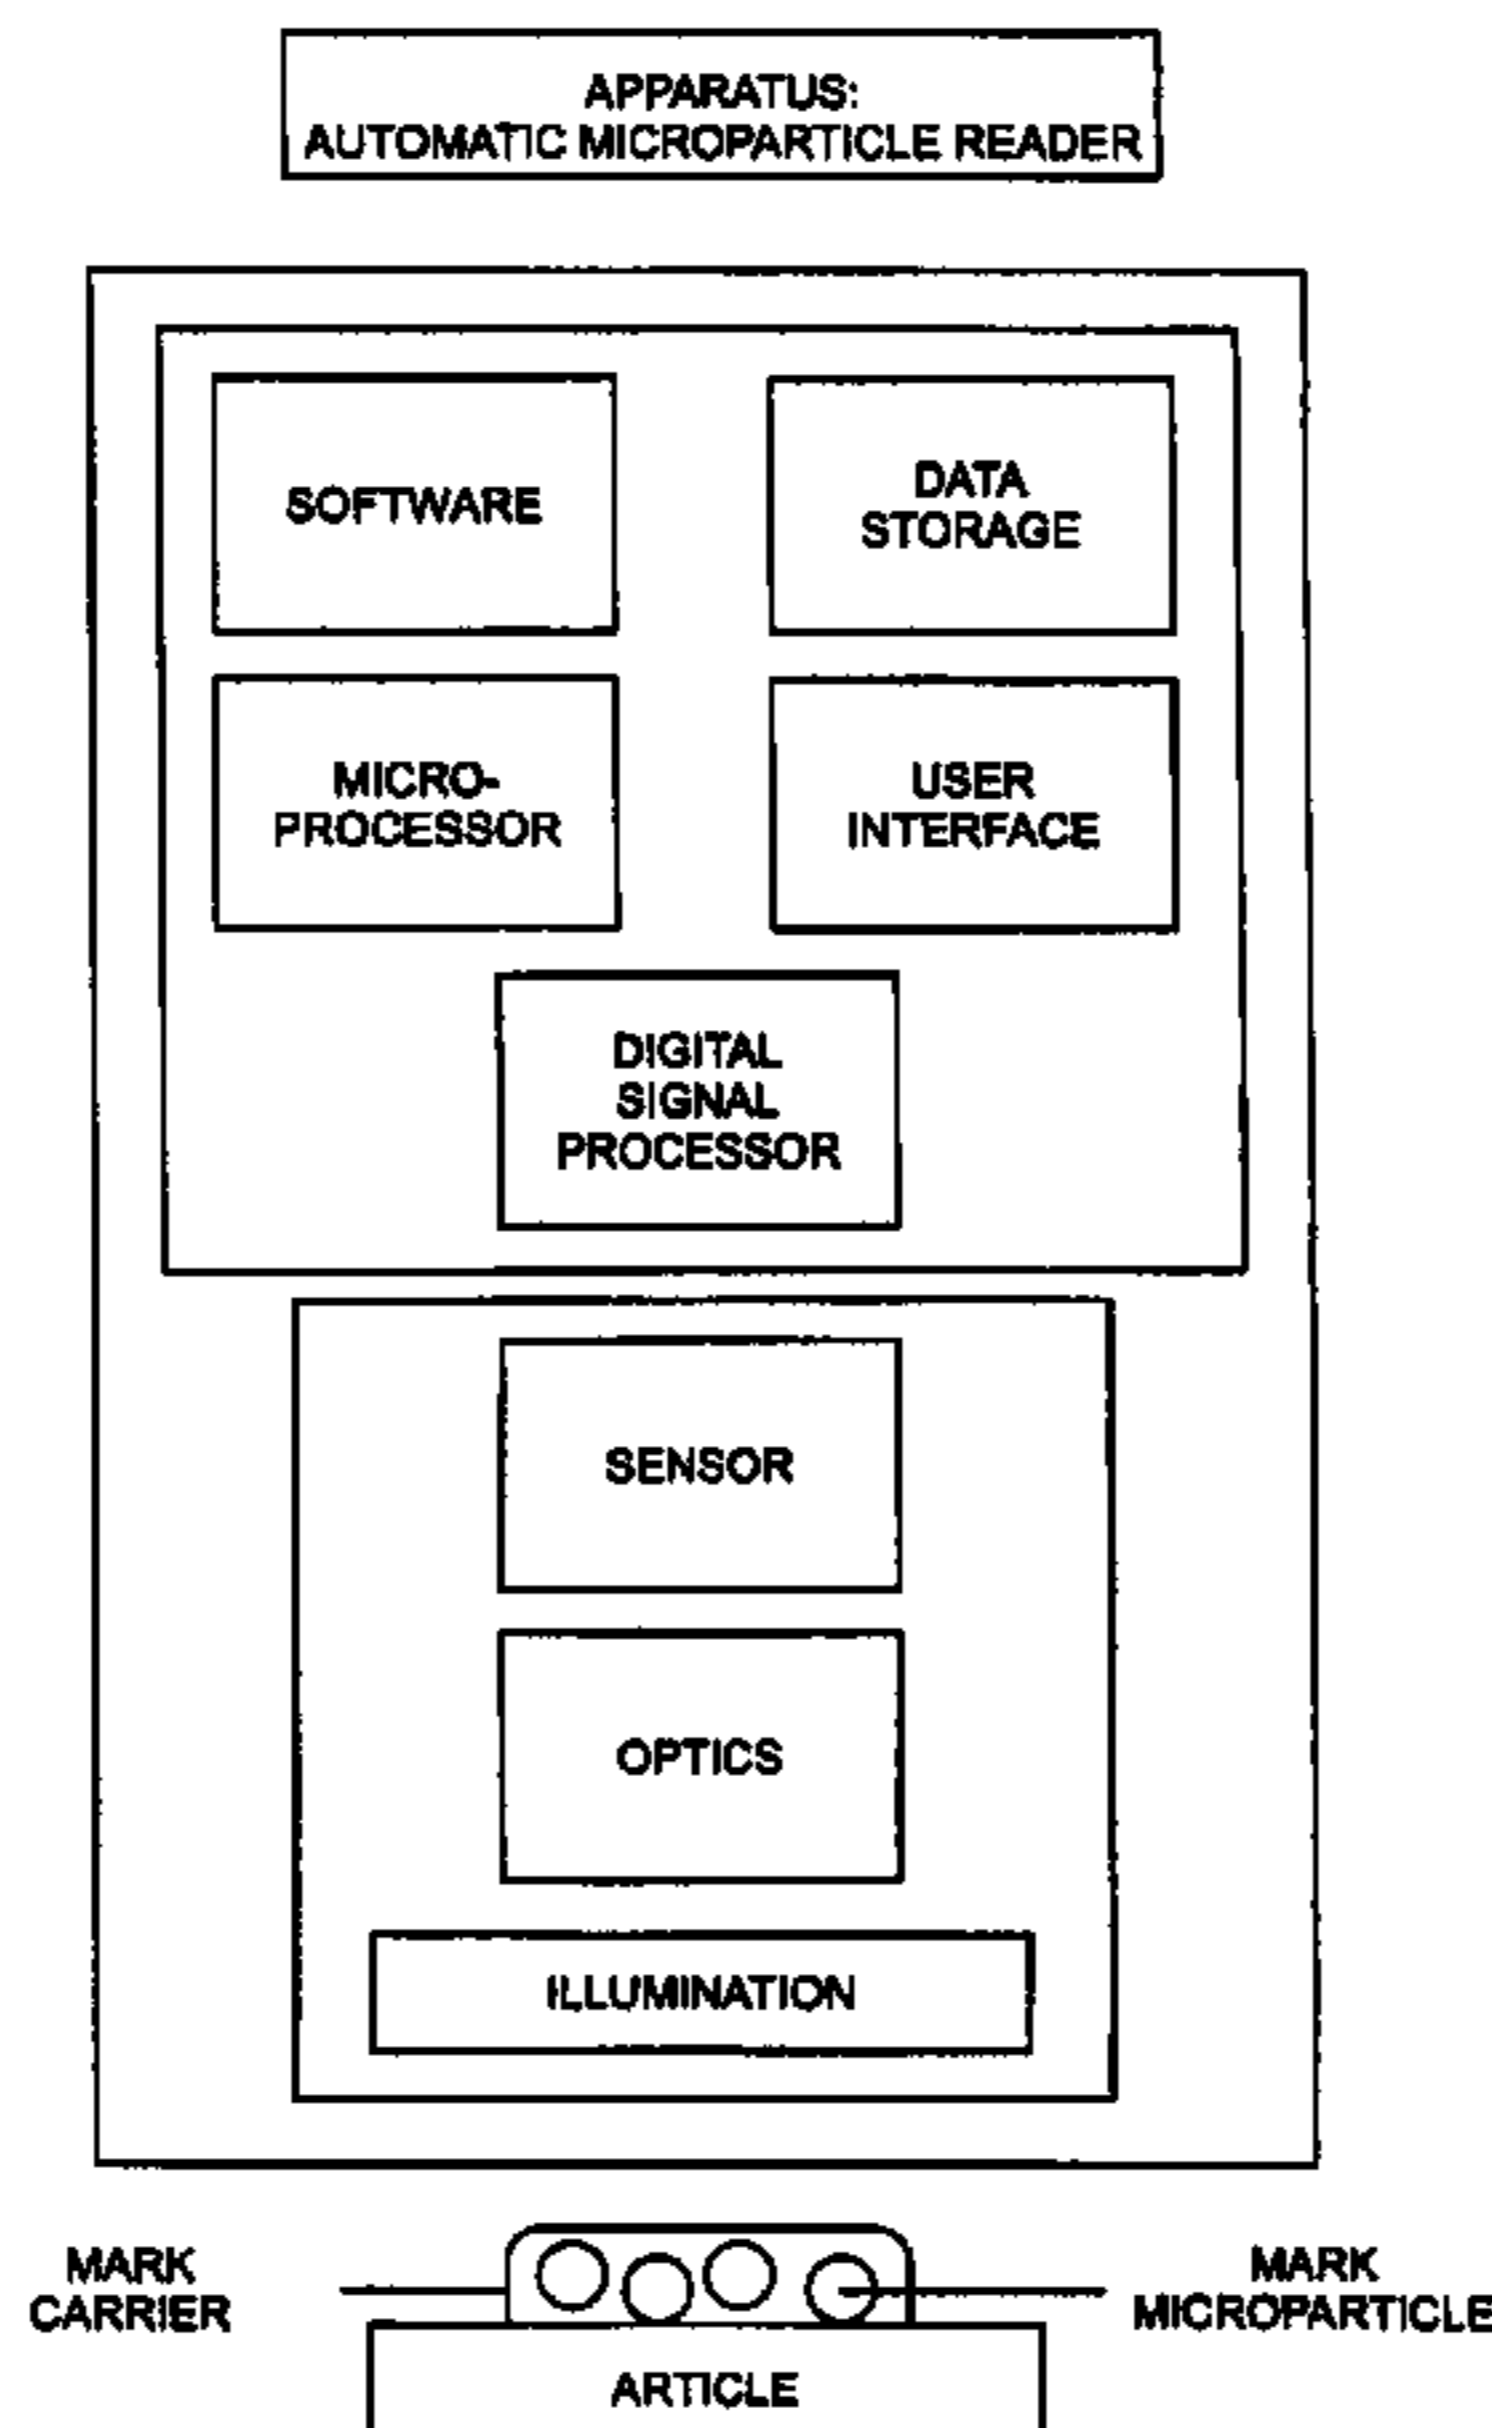 APPARATUS:
AUTOMATIC MICROPARTICLE READER
SOFTWARE
DATA
STORAGE
MICRO-
PROCESSOR
USER
INTERFACE
DIGITAL
SIGNAL
PROCESSOR
SENSOR
OPTICS
ILLUMINATION
MARK
CARRIER
MARK
MICROPARTICLE
ARTICLE